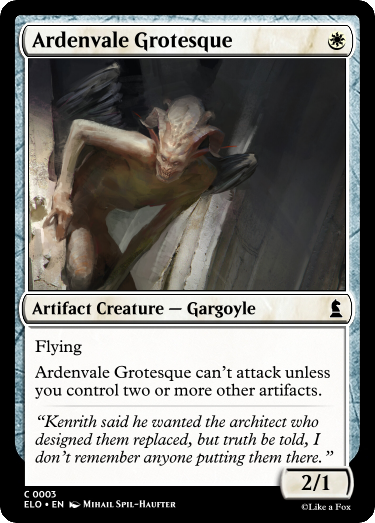 Ardenvale Grotesque
Artifact Creature — Gargoyle
Flying
Ardenvale Grotesque can't attack unless
you control two or more other artifacts.
“Kenrith said he wanted the architect who
designed them replaced, but truth be told, I
don't remember anyone putting them there.”
2/1
C 0003
ELO • EN Mihail Spil-Haufter
©Like a Fox